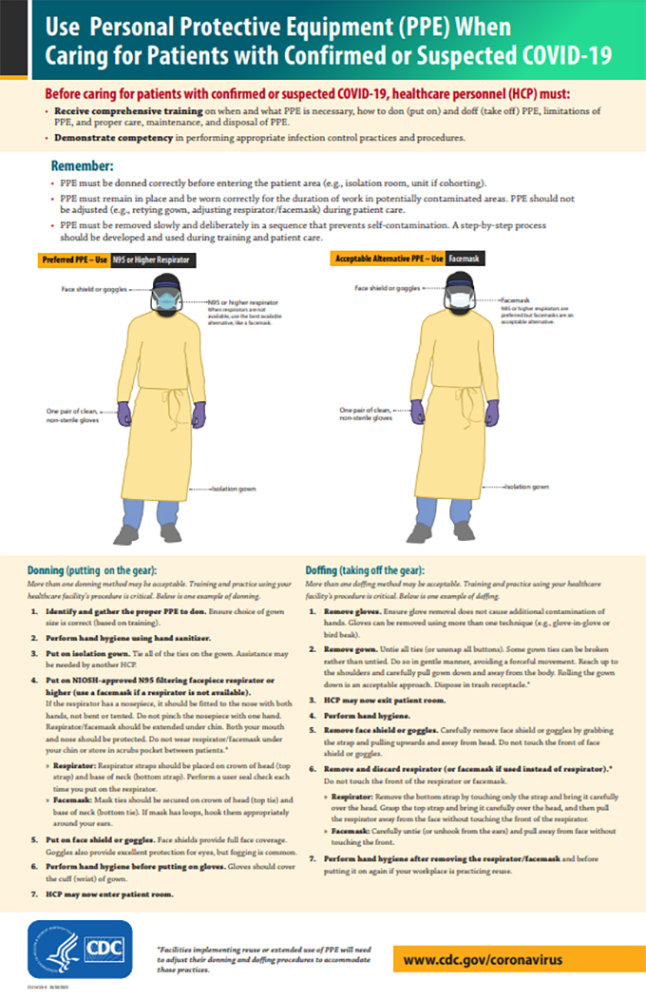 Use Personal Protective Equipment (PPE) When
Caring for Patients with Confirmed or Suspected COVID-19
Before caring for patients with confirmed or suspected COVID-19, healthcare personnel (HCP) must:
• Receive comprehensive training on when and what PPE is necessary, how to don (put on) and doff (take off) PPE, limitations of
PPE, and proper care, maintenance, and disposal of PPE.
• Demonstrate competency in performing appropriate infection control practices and procedures.
Remember:
• PPE must be donned correctly before entering the patient area (e.g., isolation room, unit if cohorting).
• PPE must remain in place and be worn correctly for the duration of work in potentially contaminated areas. PPE should not
be adjusted (e.g., retying gown, adjusting respirator/facemask) during patient care.
• PPE must be removed slowly and deliberately in a sequence that prevents self-contamination. A step-by-step process
should be developed and used during training and patient care.
Preferred PPE – Use N95 or Higher Respirator
Face shield or goggles
N95 or higher respirator
When respirators are not
available, use the best available
alternative, like a facemask.
One pair of clean,
non-sterile gloves
Isolation gown
Acceptable Alternative PPE – Use Facemask
Face shield or goggles
Facemask
N95 or higher respirators are
preferred but facemasks are an
acceptable alternative.
One pair of clean,
non-sterile gloves
Isolation gown
Donning (putting on the gear):
More than one donning method may be acceptable. Training and practice using your
healthcare facility's procedure is critical. Below is one example of donning.
1. Identify and gather the proper PPE to don. Ensure choice of gown
size is correct (based on training).
2. Perform hand hygiene using hand sanitizer.
3. Put on isolation gown. Tie all of the ties on the gown. Assistance may
be needed by another HCP.
4. Put on NIOSH-approved N95 filtering facepiece respirator or
higher (use a facemask if a respirator is not available).
If the respirator has a nosepiece, it should be fitted to the nose with both
hands, not bent or tented. Do not pinch the nosepiece with one hand.
Respirator/facemask should be extended under chin. Both your mouth
and nose should be protected. Do not wear respirator/facemask under
your chin or store in scrubs pocket between patients.*
» Respirator: Respirator straps should be placed on crown of head (top
strap) and base of neck (bottom strap). Perform a user seal check each
time you put on the respirator.
» Facemask: Mask ties should be secured on crown of head (top tie) and
base of neck (bottom tie). If mask has loops, hook them appropriately
around your ears.
5. Put on face shield or goggles. Face shields provide full face coverage.
Goggles also provide excellent protection for eyes, but fogging is common.
6. Perform hand hygiene before putting on gloves. Gloves should cover
the cuff (wrist) of gown.
7. HCP may now enter patient room.
Doffing (taking off the gear):
More than one doffing method may be acceptable. Training and practice using your healthcare
facility's procedure is critical. Below is one example of doffing.
1. Remove gloves. Ensure glove removal does not cause additional contamination of
hands. Gloves can be removed using more than one technique (e.g., glove-in-glove or
bird beak).
2. Remove gown. Untie all ties (or unsnap all buttons). Some gown ties can be broken
rather than untied. Do so in gentle manner, avoiding a forceful movement. Reach up to
the shoulders and carefully pull gown down and away from the body. Rolling the gown
down is an acceptable approach. Dispose in trash receptacle.*
3. HCP may now exit patient room.
4. Perform hand hygiene.
5. Remove face shield or goggles. Carefully remove face shield or goggles by grabbing
the strap and pulling upwards and away from head. Do not touch the front of face
shield or goggles.
6. Remove and discard respirator (or facemask if used instead of respirator).*
Do not touch the front of the respirator or facemask.
» Respirator: Remove the bottom strap by touching only the strap and bring it carefully
over the head. Grasp the top strap and bring it carefully over the head, and then pull
the respirator away from the face without touching the front of the respirator.
» Facemask: Carefully untie (or unhook from the ears) and pull away from face without
touching the front.
7. Perform hand hygiene after removing the respirator/facemask and before
putting it on again if your workplace is practicing reuse.
CDC
*Facilities implementing reuse or extended use of PPE will need
to adjust their donning and doffing procedures to accommodate
those practices.
www.cdc.gov/coronavirus